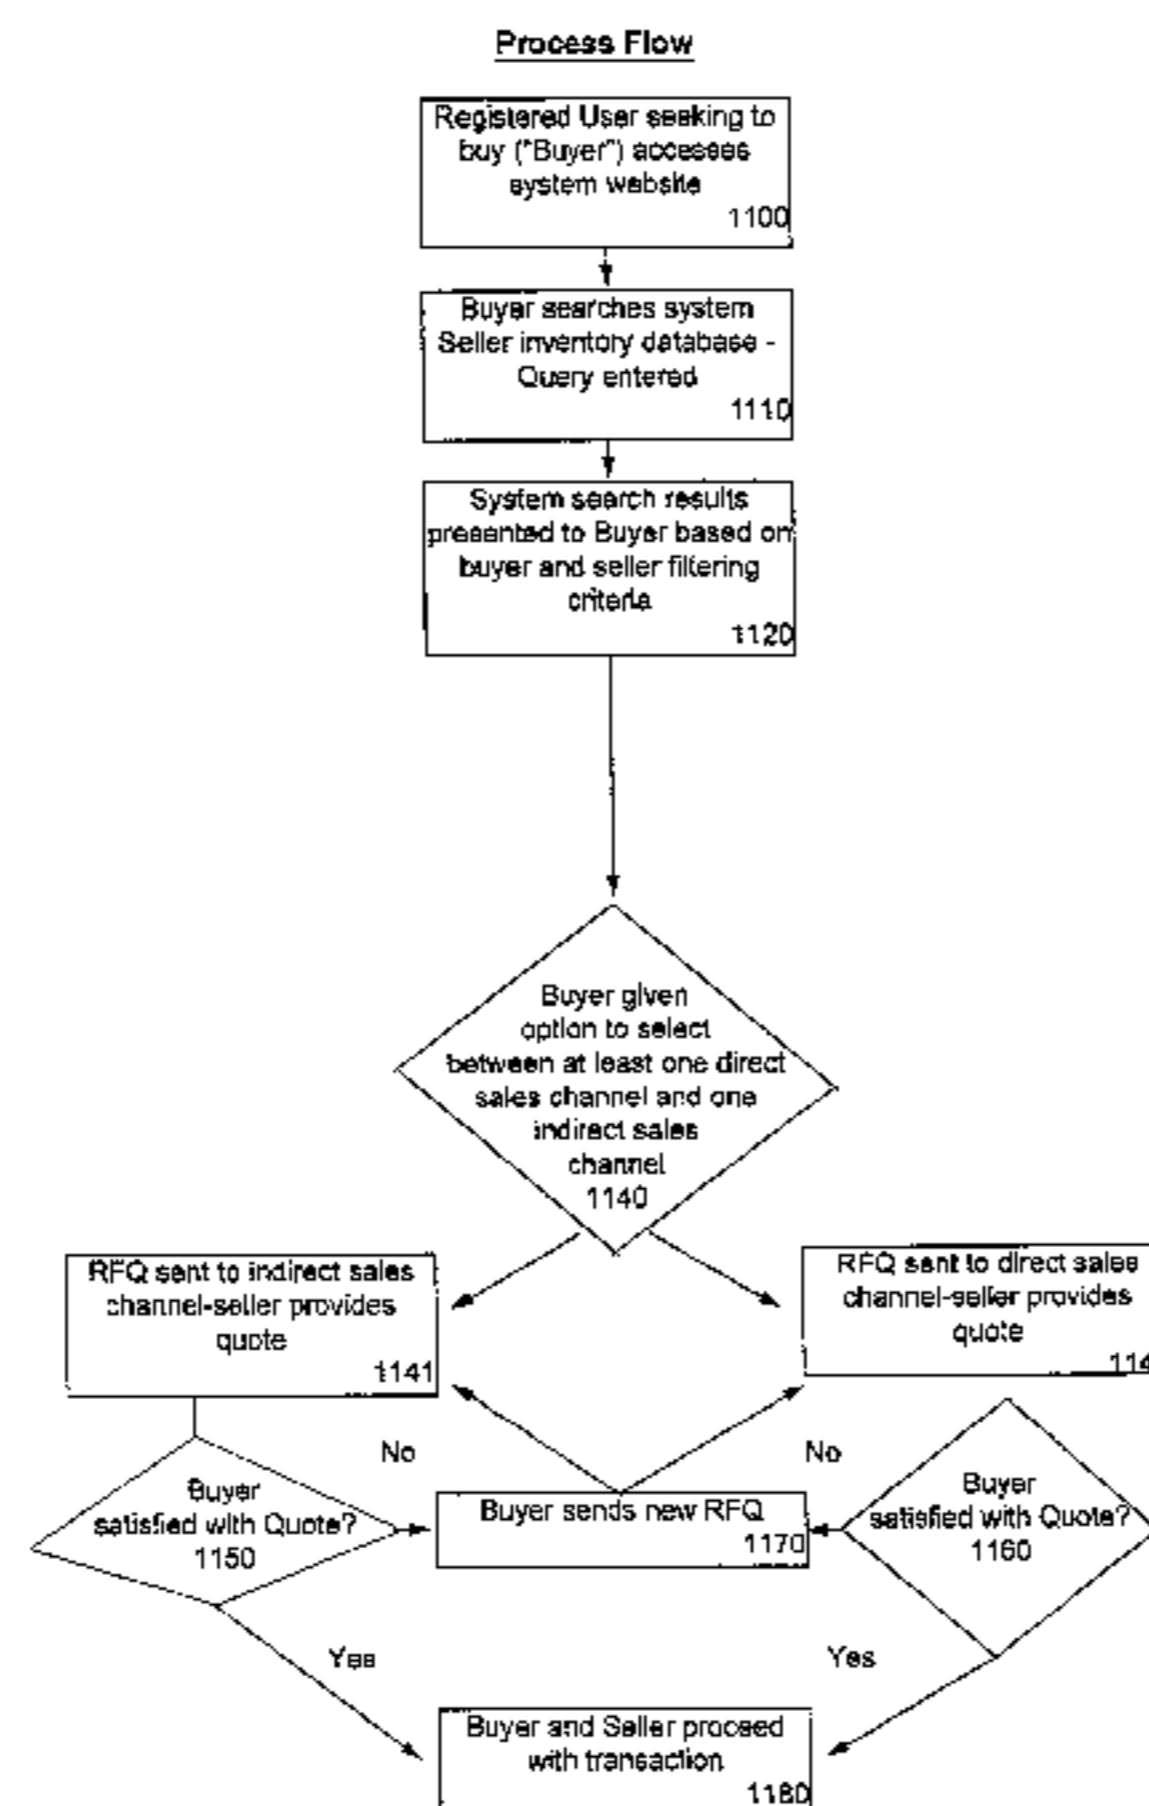 Process Flow
Registered User seeking to
buy ("Buyer") accesses
system website
1100
Buyer searches system
Seller inventory database -
Query entered
1110
System search results
presented to Buyer based on
buyer and seller filtering
criteria
1120
Buyer given
option to select
between at least one direct
sales channel and one
indirect sales
channel
1140
RFQ sent to indirect sales
channel-seller provides
quote
1141
RFQ sent to direct sales
channel-seller provides
quote
No
No
Buyer
satisfied with Quote?
1150
Buyer sends new RFQ
1170
Buyer
satisfied with Quote?
1160
Yes
Yes
Buyer and Seller proceed
with transaction
1180